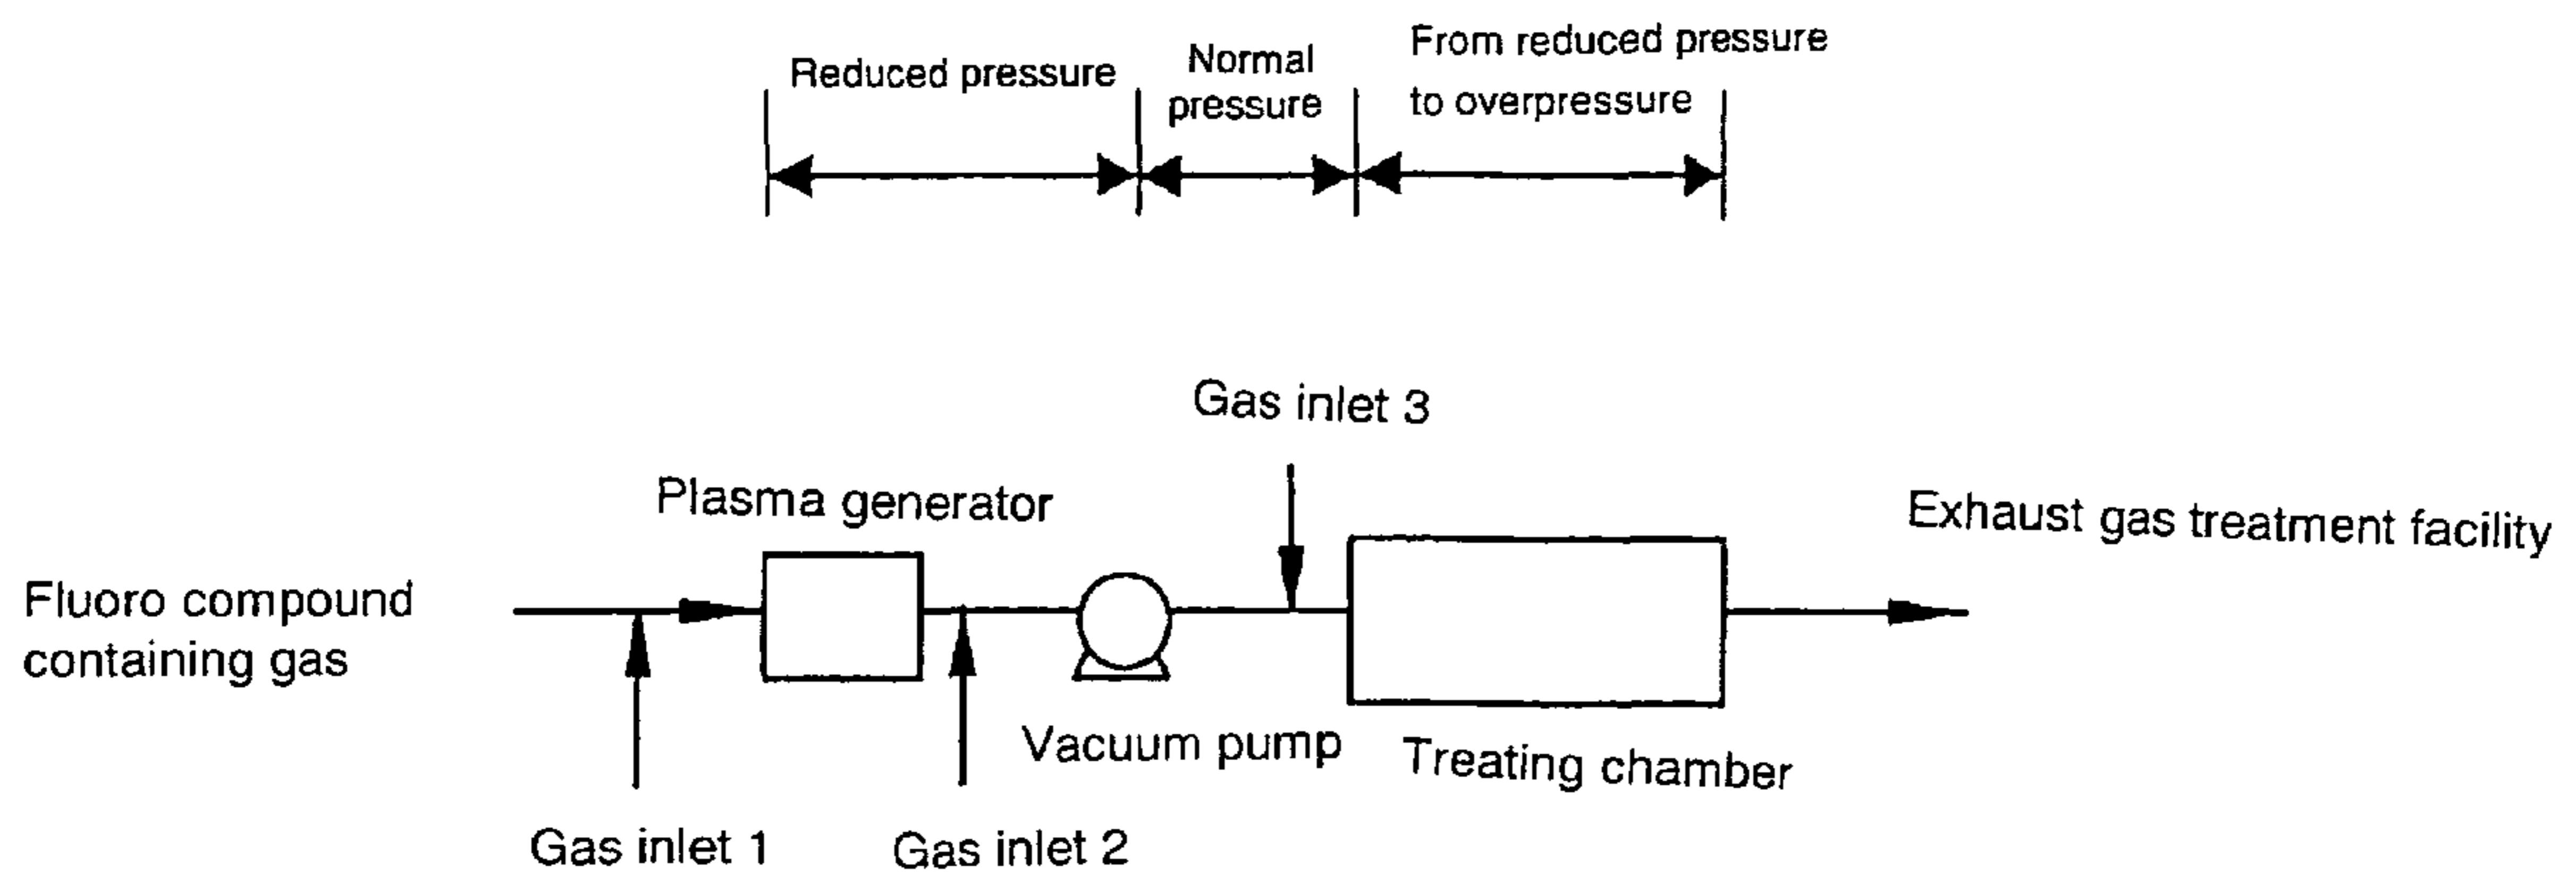 Reduced pressure
Normal
pressure
From reduced pressure
to overpressure
Gas inlet 3
Plasma generator
Exhaust gas treatment facility
Fluoro compound
containing gas
Vacuum pump
Treating chamber
Gas inlet 1
Gas inlet 2